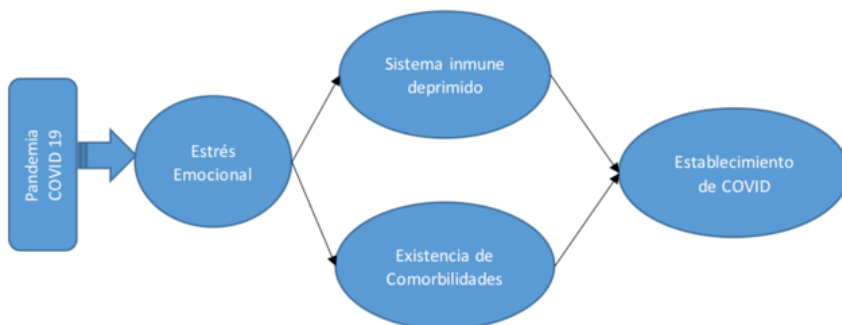 Pandemia
COVID 19
Estrés
Emocional
Sistema inmune
deprimido
Existencia de
Comorbilidades
Establecimiento
de COVID